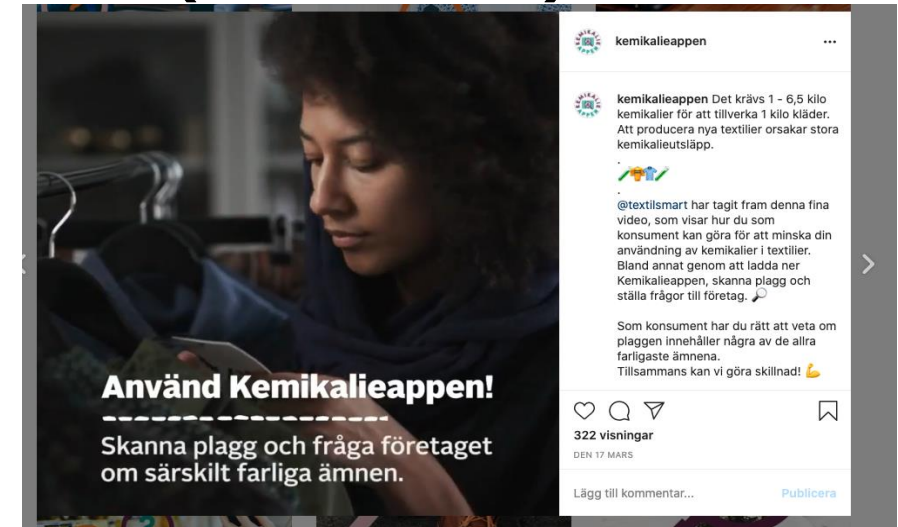 Använd Kemikalieappen!
Skanna plagg och fråga företaget
om särskilt farliga ämnen.
kemikalieappen
kemikalieappen Det krävs 1 - 6,5 kilo
kemikalier för att tillverka 1 kilo kläder.
Att producera nya textilier orsakar stora
kemikalieutsläpp.
.
.
@textilsmart har tagit fram denna fina
video, som visar hur du som
konsument kan göra för att minska din
användning av kemikalier i textilier.
Bland annat genom att ladda ner
Kemikalieappen, skanna plagg och
ställa frågor till företag. 🔎
Som konsument har du rätt att veta om
plaggen innehåller några av de allra
farligaste ämnena.
Tillsammans kan vi göra skillnad! 💪
322 visningar
DEN 17 MARS
Lägg till kommentar...
Publicera